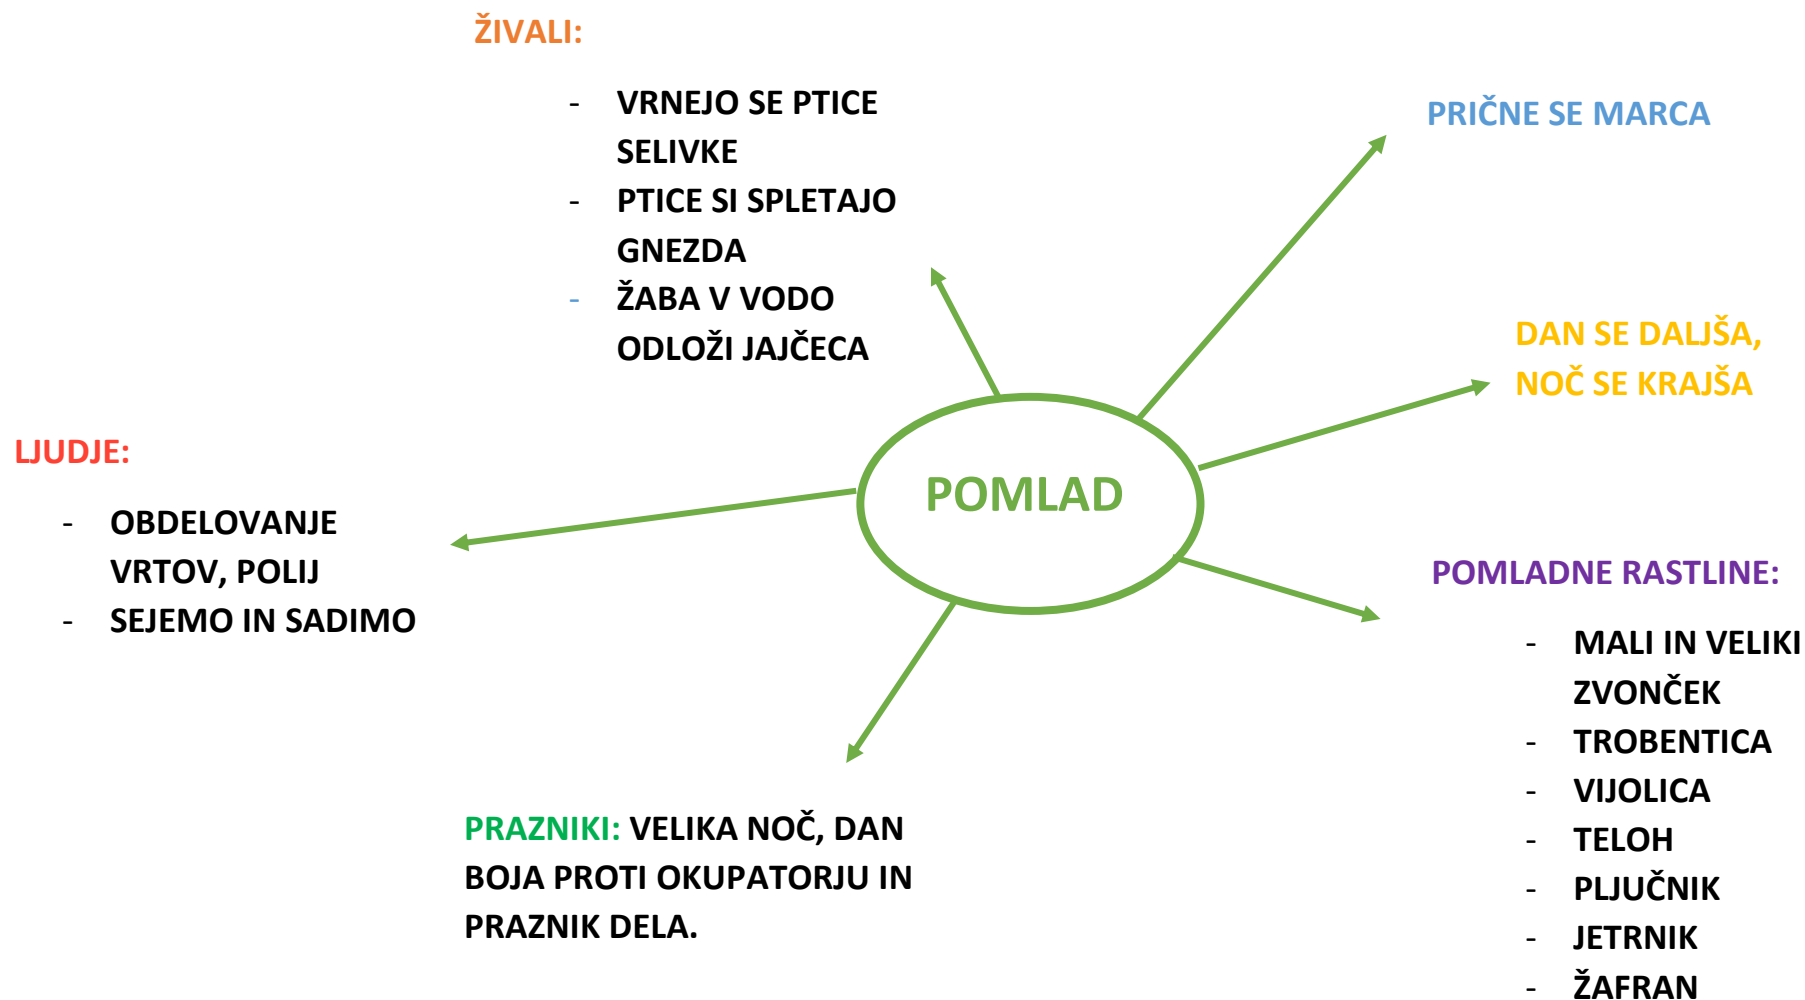 ŽIVALI:
- VRNEJO SE PTICE
SELIVKE
- PTICE SI SPLETAJO
GNEZDA
- ŽABA V VODO
ODLOŽI JAJČECA
PRIČNE SE MARCA
DAN SE DALJŠA,
NOČ SE KRAJŠA
LJUDJE:
- OBDELOVANJE
VRTOV, POLIJ
- SEJEMO IN SADIMO
POMLAD
POMLADNE RASTLINE:
- MALI IN VELIKI
ZVONČEK
- TROBENTICA
- VIJOLICA
- TELOH
- PLJUČNIK
- JETRNIK
- ŽAFRAN
PRAZNIKI: VELIKA NOČ, DAN
BOJA PROTI OKUPATORJU IN
PRAZNIK DELA.